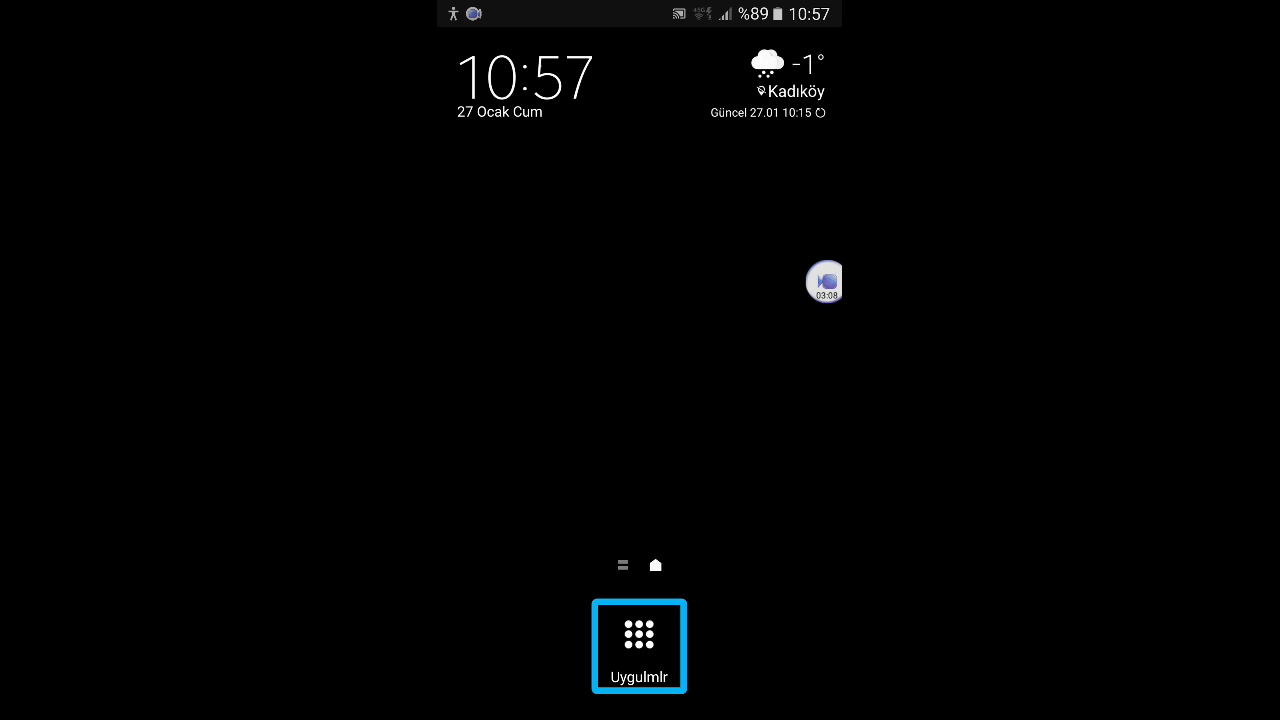 %89 10:57
10:57
-1°
Kadıköy
27 Ocak Cum
Güncel 27.01 10:15
03:08
Uygulmlr